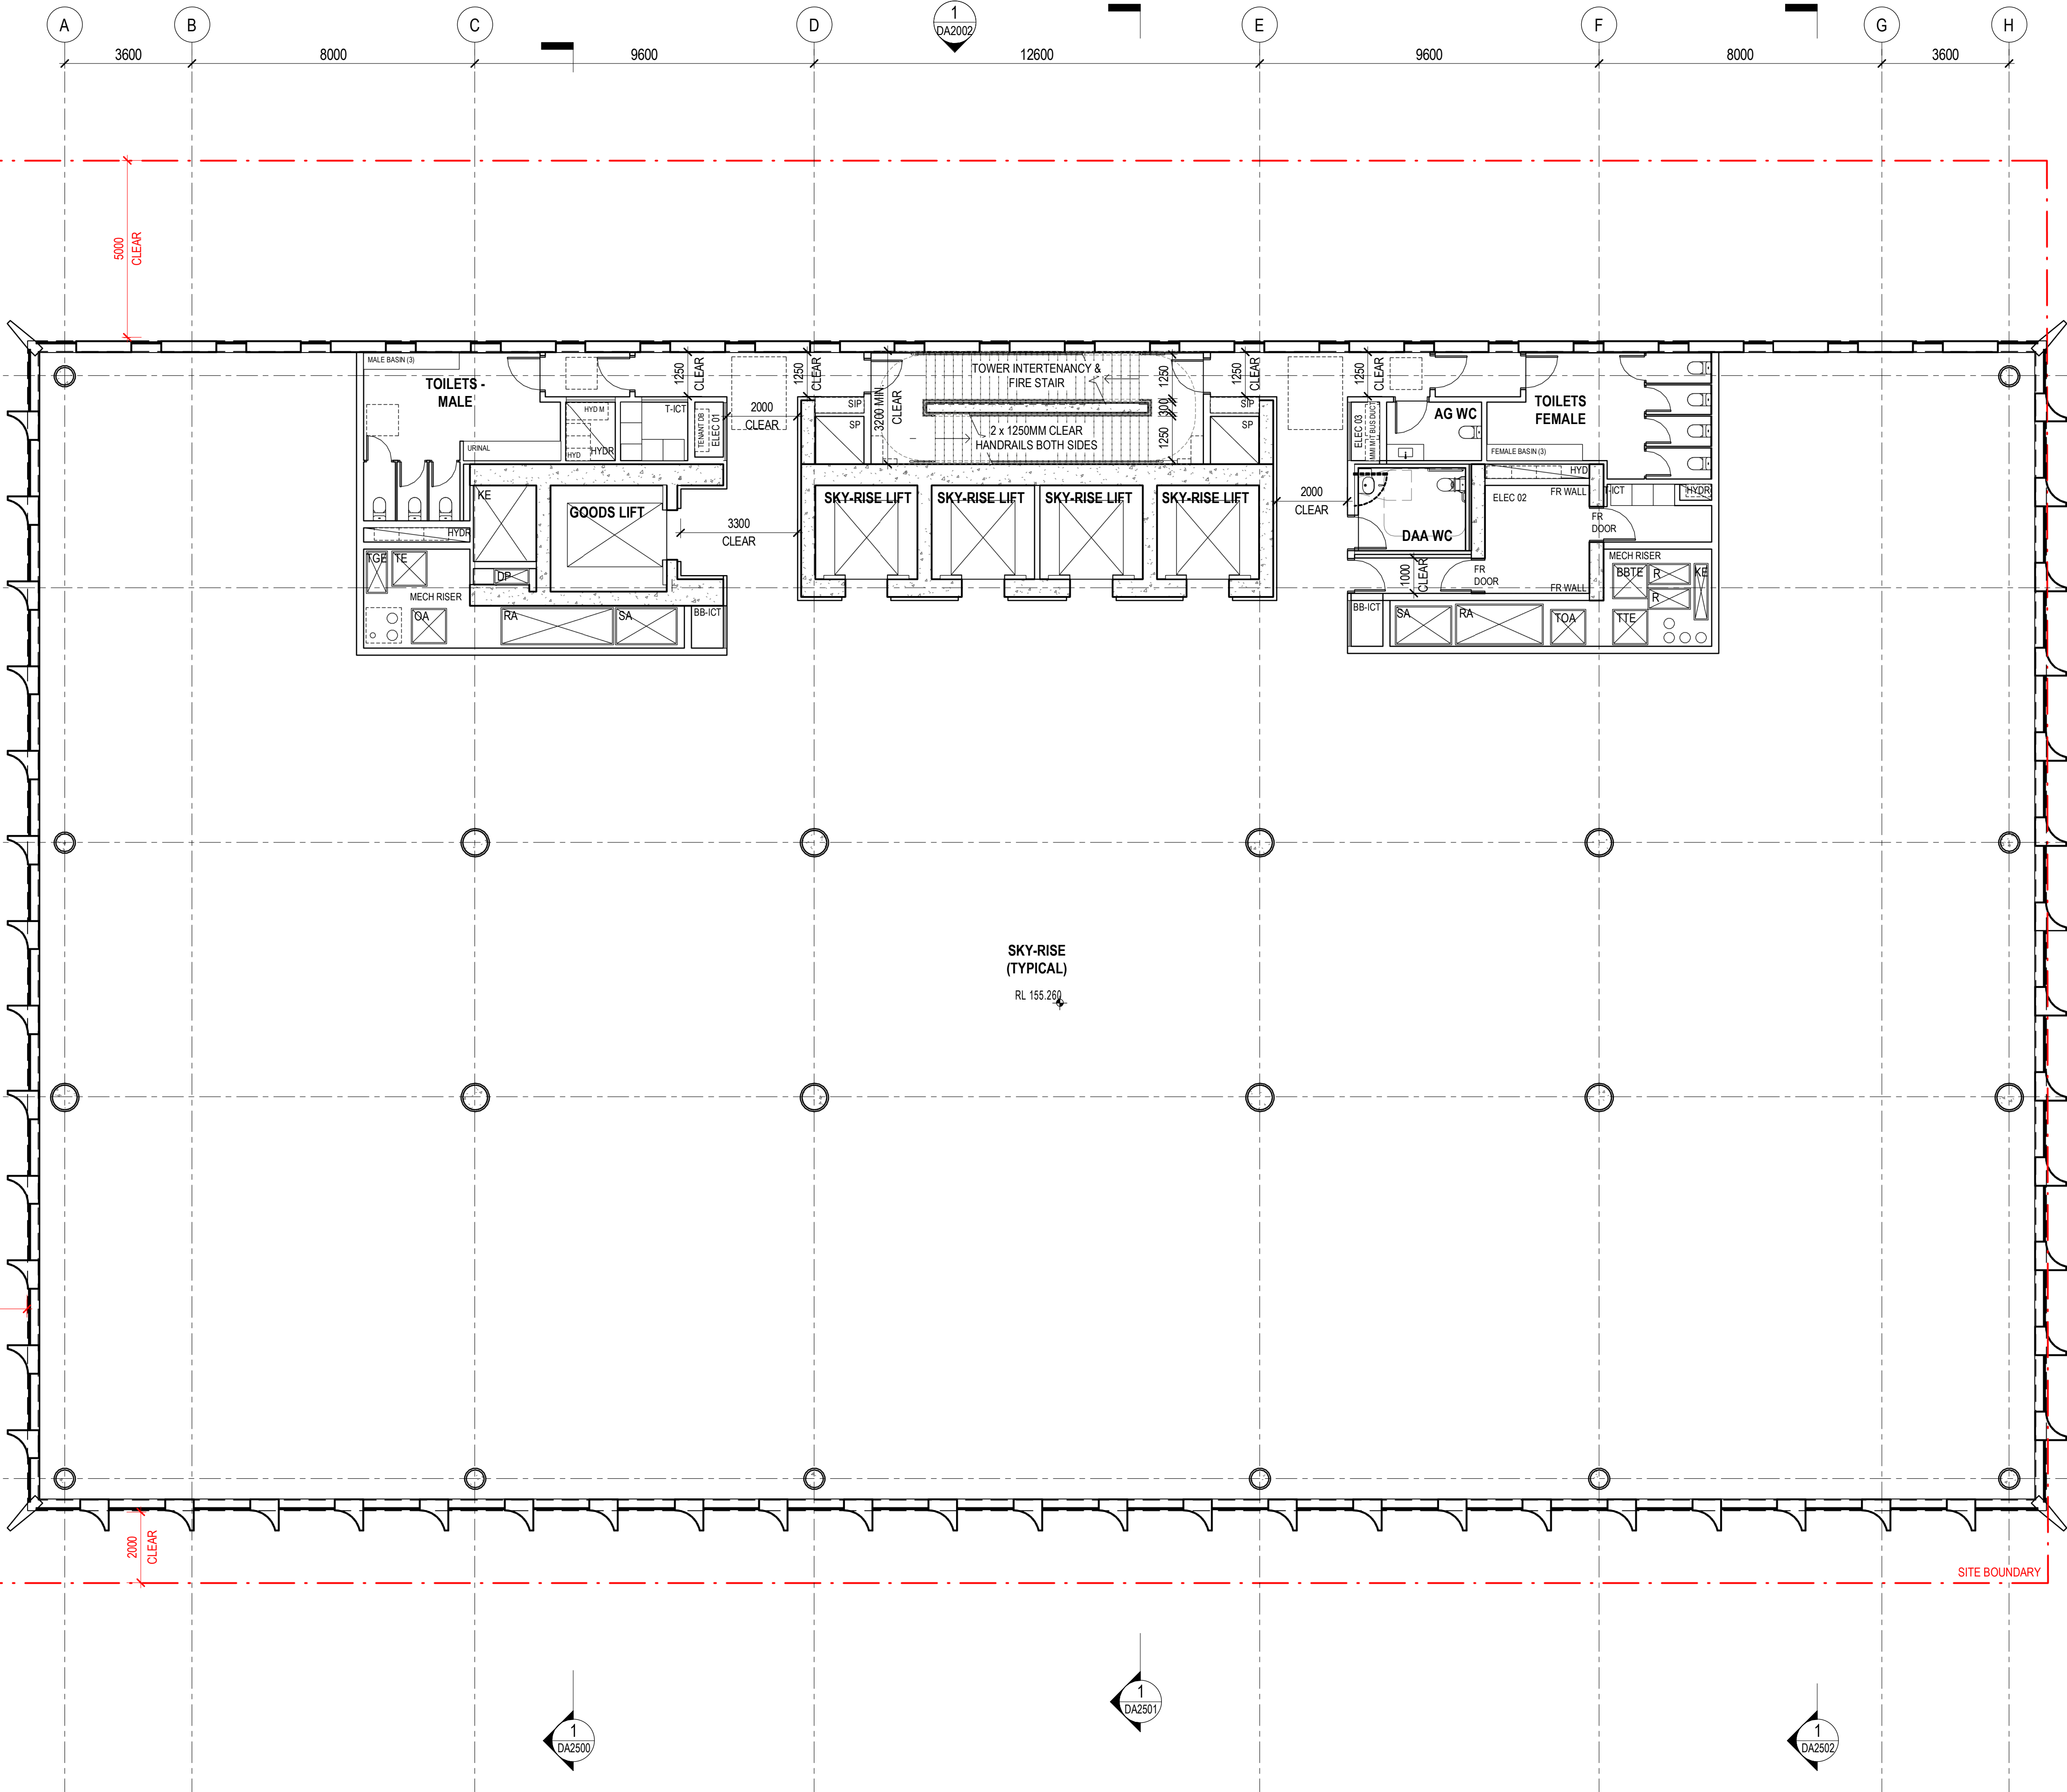 A
B
C
D
1
DA2002
E
F
G
H
3600
8000
9600
12600
9600
8000
3600
5000
CLEAR
MALE BASIN (3)
TOILETS -
MALE
URINAL
HYD M
HYD
HYDR
T-ICT
TENANT DB
ELEC 01
1250
CLEAR
2000
CLEAR
1250
CLEAR
SIP
SP
3200 MIN.
CLEAR
TOWER INTERTENANCY &
FIRE STAIR
2 x 1250MM CLEAR
HANDRAILS BOTH SIDES
1250
300
1250
SIP
SP
1250
CLEAR
1250
CLEAR
ELEC 03
AG WC
TOILETS
FEMALE
FEMALE BASIN (3)
KE
GOODS LIFT
3300
CLEAR
SKY-RISE LIFT
SKY-RISE LIFT
SKY-RISE LIFT
SKY-RISE LIFT
2000
CLEAR
DAA WC
HYD
ELEC 02
FR WALL
T-ICT
HYDR
FR
DOOR
HYDR
TGE
TE
DP
MECH RISER
OA
RA
SA
BB-ICT
1000
CLEAR
FR
DOOR
FR WALL
MECH RISER
BBTE
R
KE
R
BB-ICT
SA
RA
TOA
TTE
SKY-RISE
(TYPICAL)
RL 155.260
2000
CLEAR
SITE BOUNDARY
1
DA2500
1
DA2501
1
DA2502